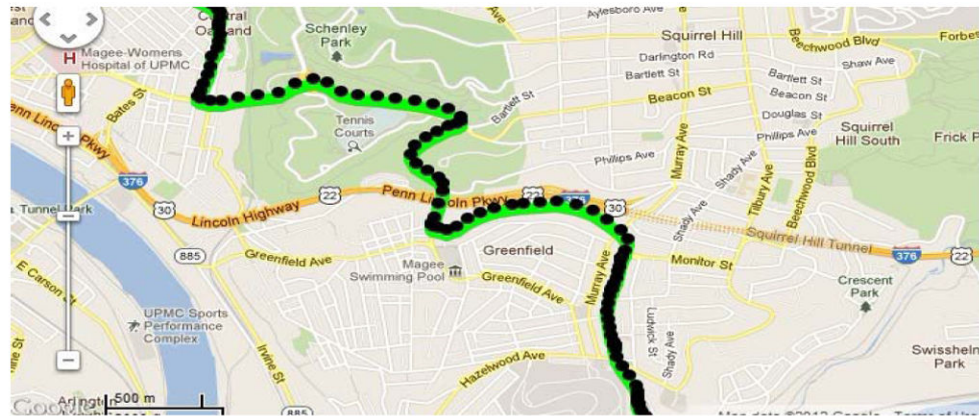 Central
Oakland
Schenley
Park
Aylesboro Ave
Squirrel Hill
Beechwood Blvd
Forbes
H Magee-Womens
Hospital of UPMC
Darlington Rd
Bartlett St
Shaw Ave
Bartlett St
Beacon St
Beacon St
Douglas St
Bates St
Bartlett St
Tennis
Courts
Phillips Ave
Squirrel
Hill South
Frick P
Penn Lincoln Pkwy
Phillips Ave
Murray Ave
Shady Ave
Tilbury Ave
Beechwood Blvd
376
22
Penn Lincoln Pkwy
22
376
30
30
Lincoln Highway
Shady Ave
Squirrel Hill Tunnel
376
22
Tunnel Park
885
Greenfield Ave
Greenfield
Monitor St
Magee
Swimming Pool
Greenfield Ave
Murray Ave
Crescent
Park
E Carson St
UPMC Sports
Performance
Complex
Irvine St
Ludwick St
Shady Ave
Hazelwood Ave
Swisshelm
Park
500 m
885
Google